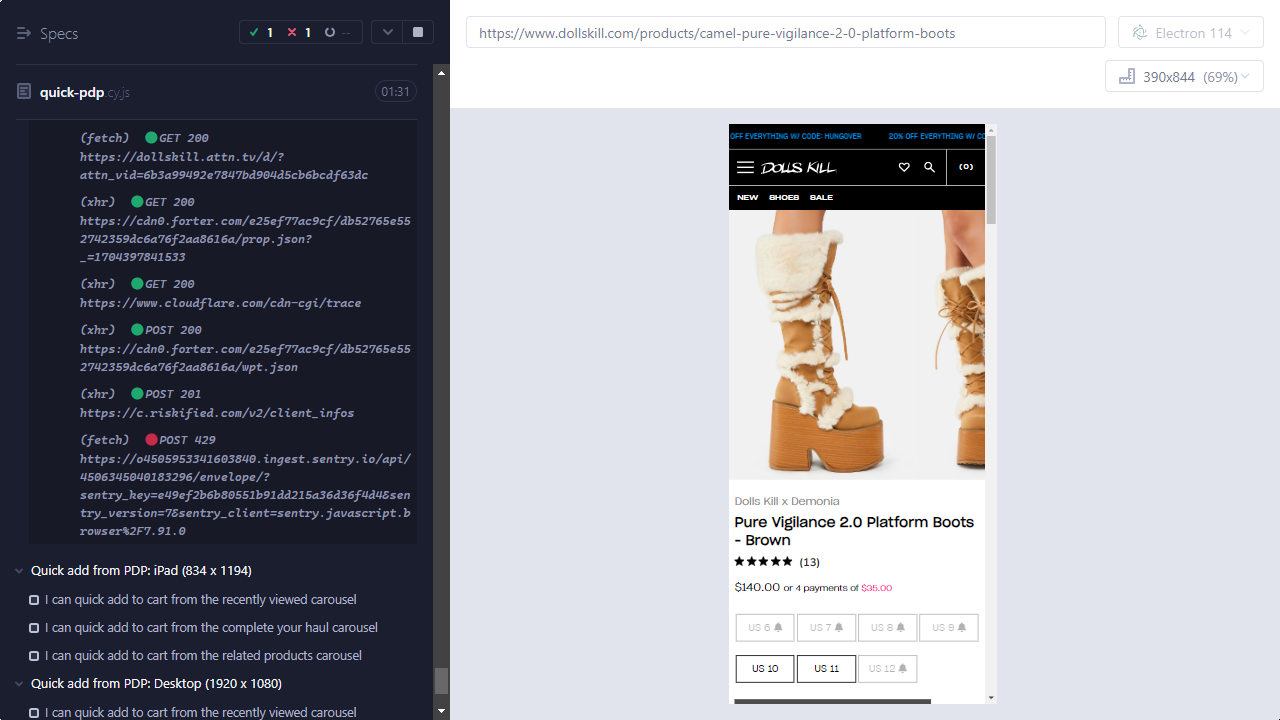 Specs
1
1
--
quick-pdp.cy.js
01:31
(fetch) GET 200
https://dollskill.attn.tv/d/?
attn_vid=6b3a99492e7847bd904d5cb6bcdf63dc
(xhr) GET 200
https://cdn0.forter.com/e25ef77ac9cf/db52765e55
2742359dc6a76f2aa8616a/prop.json?
_=1704397841533
(xhr) GET 200
https://www.cloudflare.com/cdn-cgi/trace
(xhr) POST 200
https://cdn0.forter.com/e25ef77ac9cf/db52765e55
2742359dc6a76f2aa8616a/wpt.json
(xhr) POST 201
https://c.riskified.com/v2/client_infos
(fetch) POST 429
https://o4505953341603840.ingest.sentry.io/api/
4506345040183296/envelope/?
sentry_key=e49ef2b6b80551b91dd215a36d36f4d4&sen
try_version=7&sentry_client=sentry.javascript.b
rowser%2F7.91.0
Quick add from PDP: iPad (834 x 1194)
I can quick add to cart from the recently viewed carousel
I can quick add to cart from the complete your haul carousel
I can quick add to cart from the related products carousel
Quick add from PDP: Desktop (1920 x 1080)
I can quick add to cart from the recently viewed carousel
https://www.dollskill.com/products/camel-pure-vigilance-2-0-platform-boots
Electron 114
390x844 (69%)
OFF EVERYTHING W/ CODE: HUNGOVER 20% OFF EVERYTHING W/ CO
DOLLS KILL
(0)
NEW SHOES SALE
Dolls Kill x Demonia
Pure Vigilance 2.0 Platform Boots
- Brown
(13)
$140.00 or 4 payments of $35.00
US 6 US 7 US 8 US 9
US 10 US 11 US 12